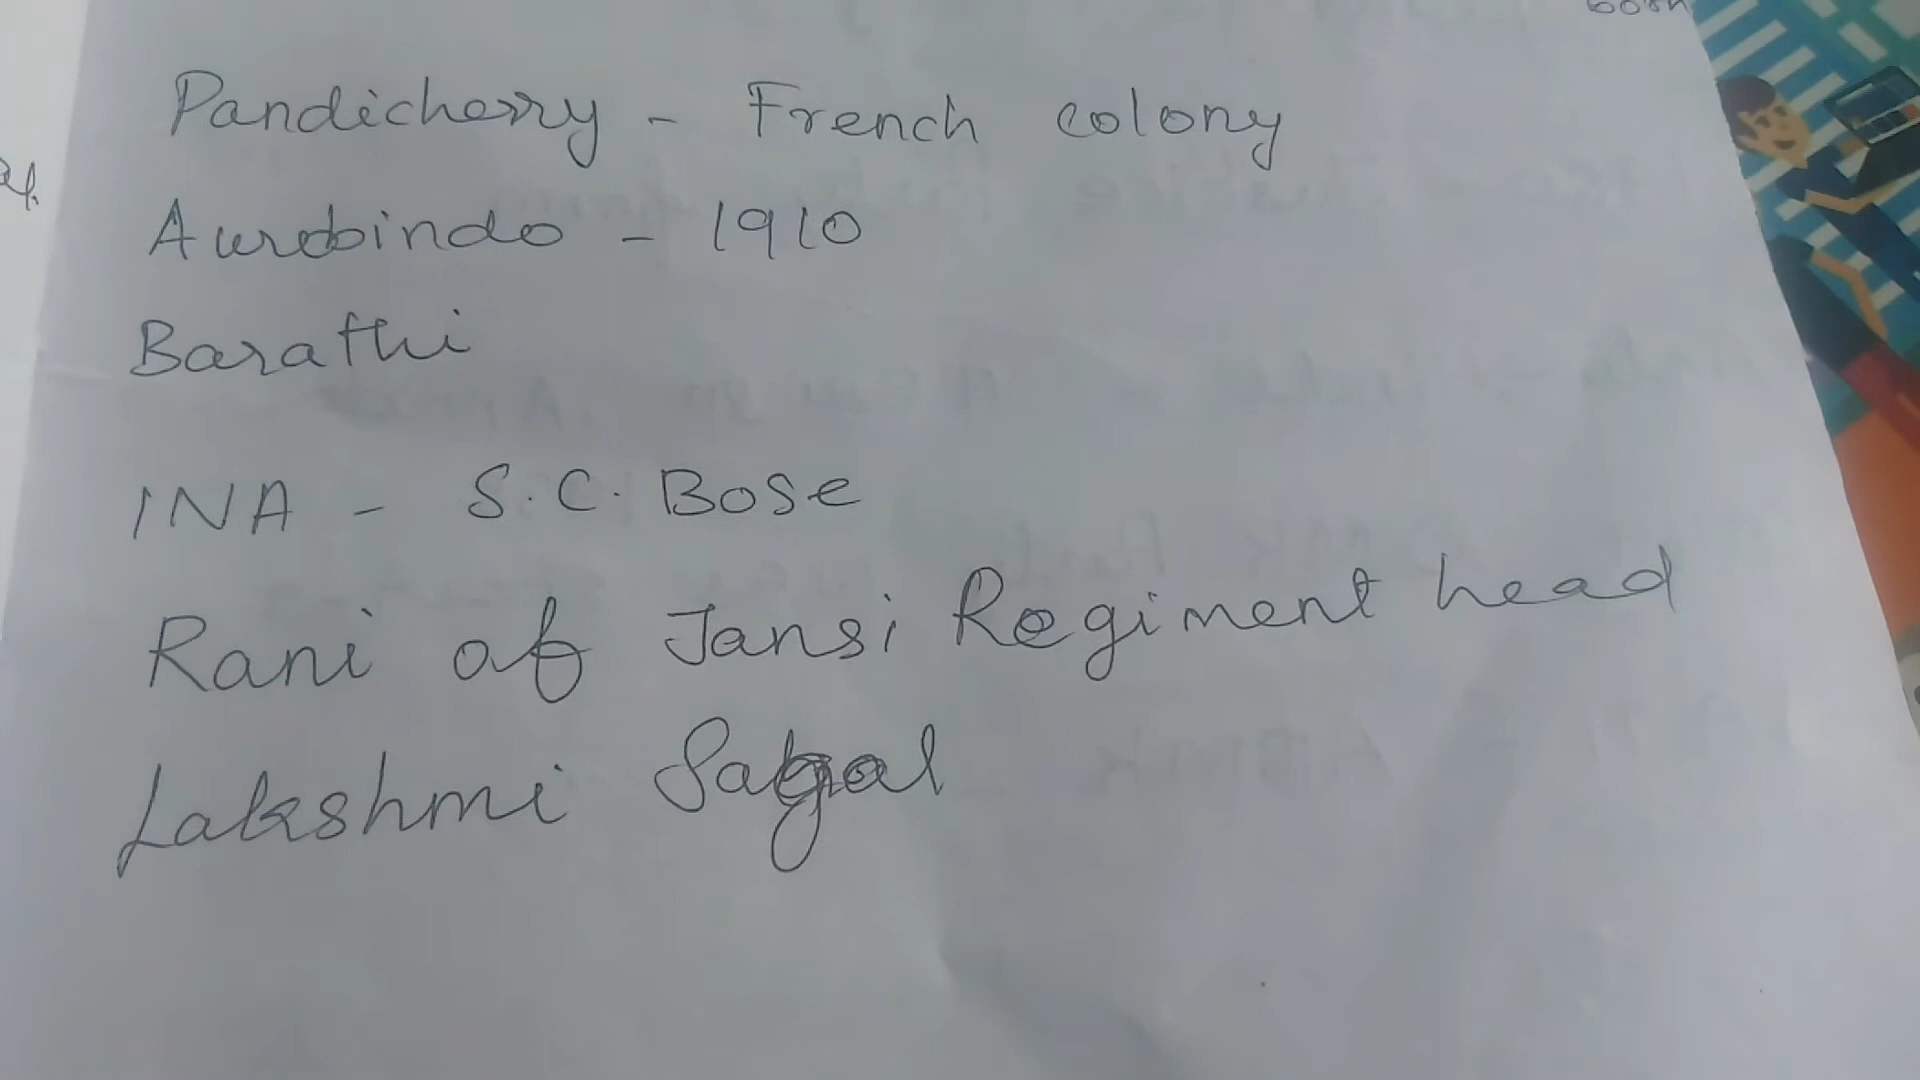 Pandicherry - French colony
Aurobindo - 1910
Barathi
INA - S.C. Bose
Rani of Jansi Regiment head
Lakshmi Sagal